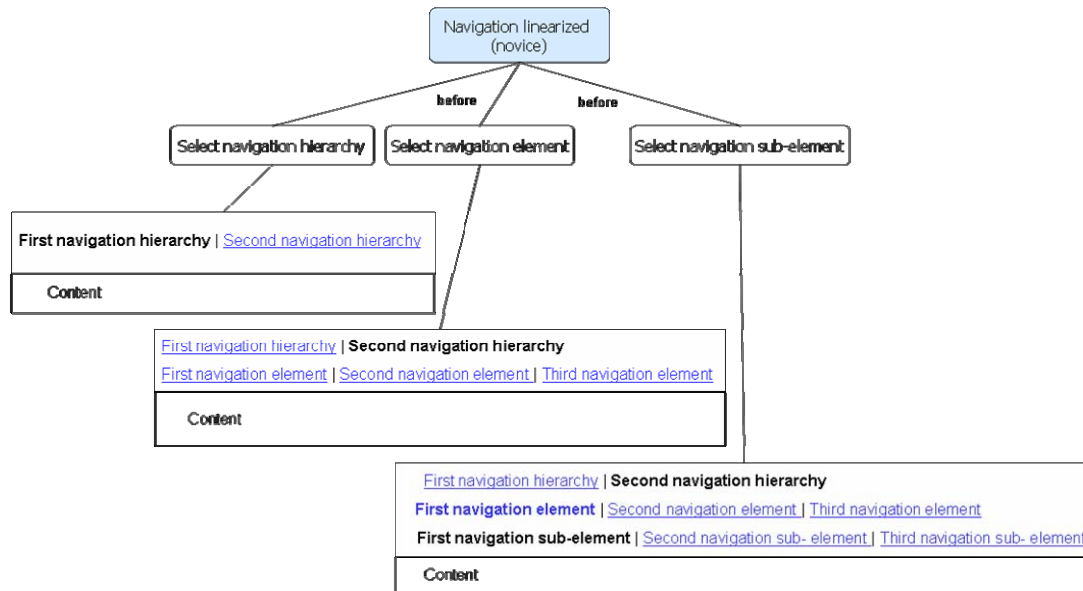 Navigation linearized
(novice)
before
before
Select navigation hierarchy
Select navigation element
Select navigation sub-element
First navigation hierarchy | Second navigation hierarchy
Content
First navigation hierarchy | Second navigation hierarchy
First navigation element | Second navigation element | Third navigation element
Content
First navigation hierarchy | Second navigation hierarchy
First navigation element | Second navigation element | Third navigation element
First navigation sub-element | Second navigation sub- element | Third navigation sub- element
Content